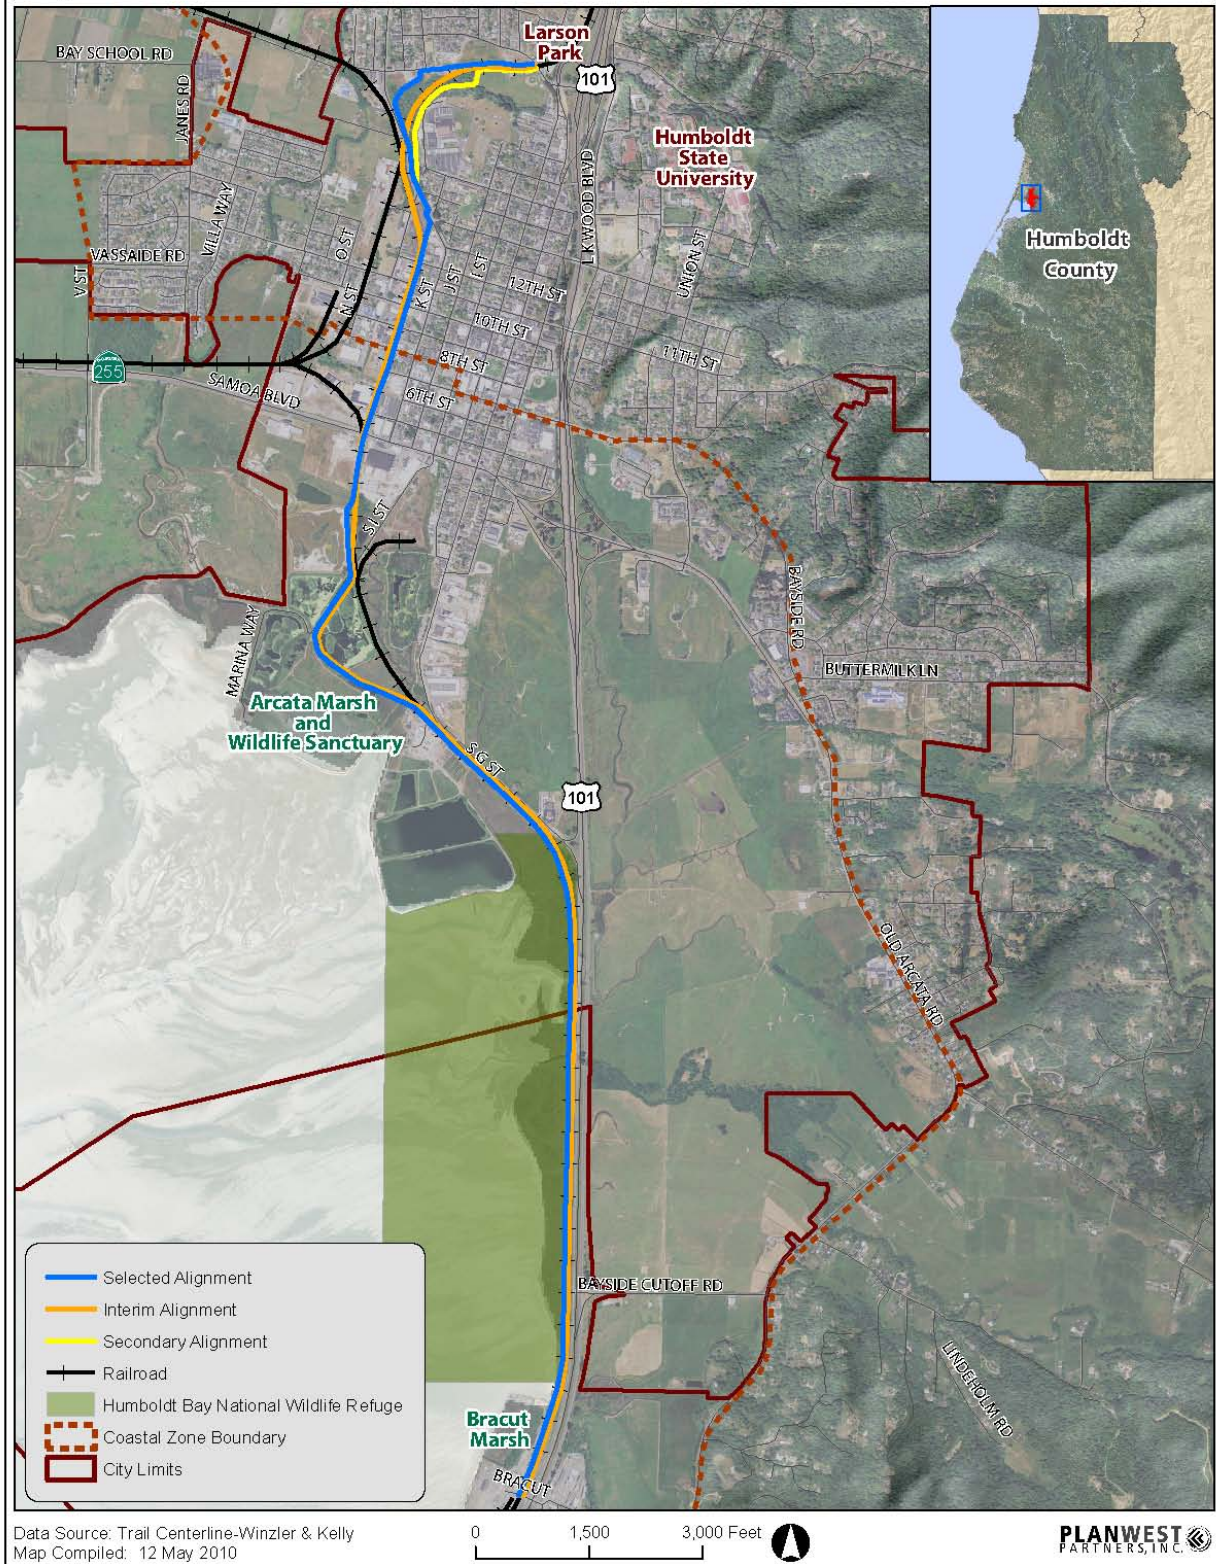 Larson
Park
BAY SCHOOL RD
101
JANES RD
Humboldt
State
University
L K WOOD BLVD
VILLA WAY
O ST
UNION ST
Humboldt
County
VASSAIDE RD
V ST
N ST
K ST
J ST
I ST
12TH ST
10TH ST
11TH ST
8TH ST
255
SAMOA BLVD
6TH ST
S I ST
BAYSIDE RD
MARINA WAY
BUTTERMILK LN
Arcata Marsh
and
Wildlife Sanctuary
S G ST
101
OLD ARCATA RD
BAYSIDE CUTOFF RD
LINDEHOLM RD
Bracut
Marsh
BRACUT
Selected Alignment
Interim Alignment
Secondary Alignment
Railroad
Humboldt Bay National Wildlife Refuge
Coastal Zone Boundary
City Limits
Data Source: Trail Centerline-Winzler & Kelly
Map Compiled: 12 May 2010
0 1,500 3,000 Feet
PLANWEST
PARTNERS, INC.